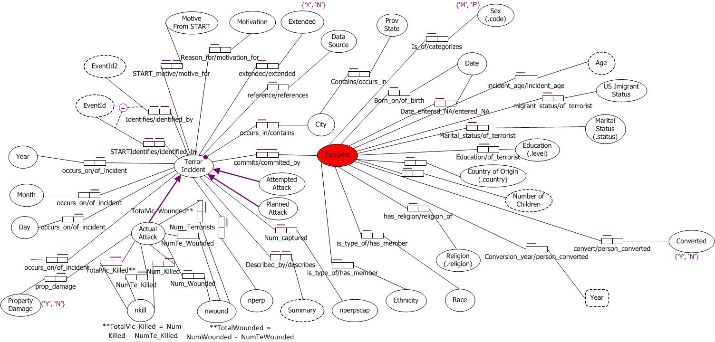 {'Y', 'N'}
{'M', 'F'}
Sex
(.code)
Motive
From START
Motivation
Extended
Prov
State
Data
Source
Reason_for/motivation_for
Is_of/categorizes
EventId2
START_motive/motive_for
extended/extended
Date
Age
Contains/occurs_in
incident_age/incident_age
reference/references
US Imigrant
Status
EventId
Born_on/of_birth
migrant_status/of_terrorist
Date_entered_NA/entered_NA
Identifies/identified_by
occurs_in/contains
City
Marital
Status
(.status)
Marital_status/of_terrorist
STARTIdentifies/identified_by
Education
(.level)
Year
Terror
Incident
commits/commited_by
Terrorist
Education/of_terrorist
occurs_on/of_incident
Country of Origin
(.country)
Attempted
Attack
Month
occurs_on/of_incident
Number of
Children
Planned
Attack
TotalVic_Wounded**
has_religion/religion_of
Day
occurs_on/of_incident
Actual
Attack
Num_Terrorists
Num_captured
is_type_of/has_member
NumTe_Wounded
convert/person_converted
Converted
{'Y', 'N'}
Conversion_year/person_converted
occurs_on/of_incident
TotalVic_Killed**
Num_Killed
Described_by/describes
Religion
(.religion)
is_type_of/has_member
prop_damage
NumTe_Killed
Num_Wounded
Property
Damage
{'Y', 'N'}
nkill
nwound
nperp
Summary
nperpscap
Ethnicity
Race
Year
**TotalVic_Killed = Num
Killed - NumTe_Killed
**TotalWounded =
NumWounded - NumTeWounded